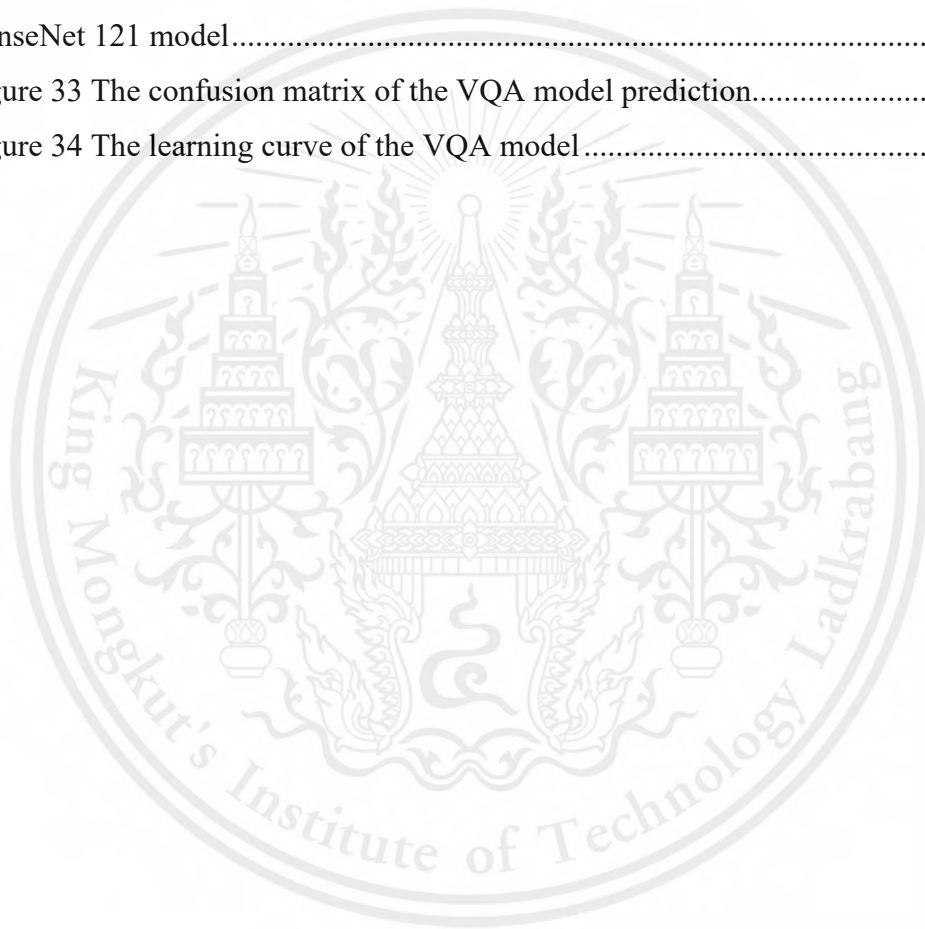 nseNet 121 model........................................................................................
gure 33 The confusion matrix of the VQA model prediction......................
gure 34 The learning curve of the VQA model...........................................
King Mongkut's Institute of Technology Ladkrabang